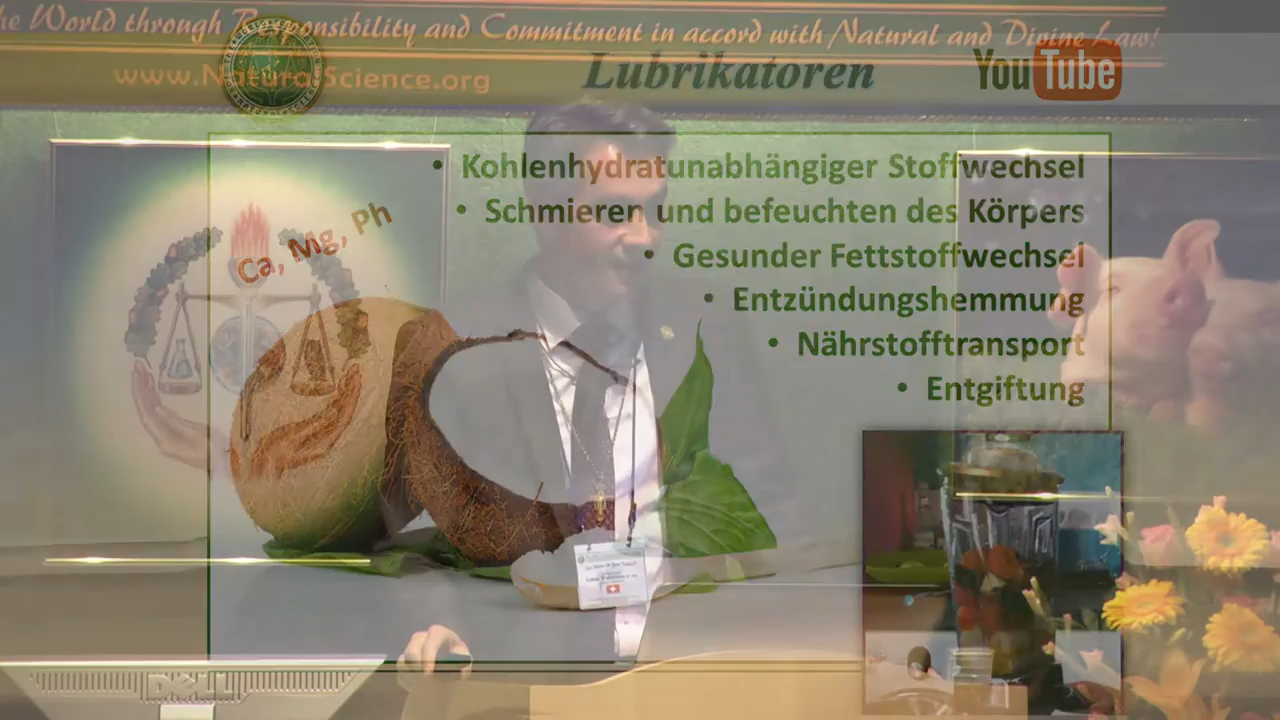 he World through Responsibility and Commitment in accord with Natural and Divine Law!
www.NaturalScience.org
Lubrikatoren
YouTube
• Kohlenhydratunabhängiger Stoffwechsel
• Schmieren und befeuchten des Körpers
• Gesunder Fettstoffwechsel
• Entzündungshemmung
• Nährstofftransport
• Entgiftung
Ca, Mg, Ph